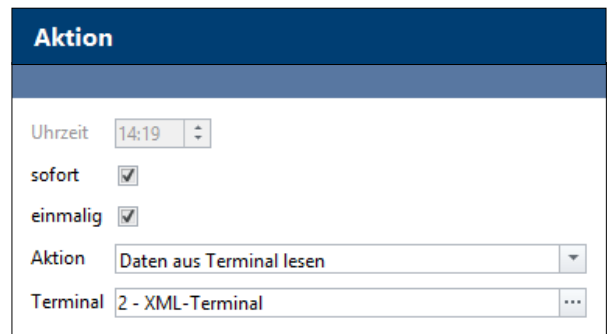 Aktion
Uhrzeit 14:19
sofort
einmalig
Aktion Daten aus Terminal lesen
Terminal 2 - XML-Terminal ...